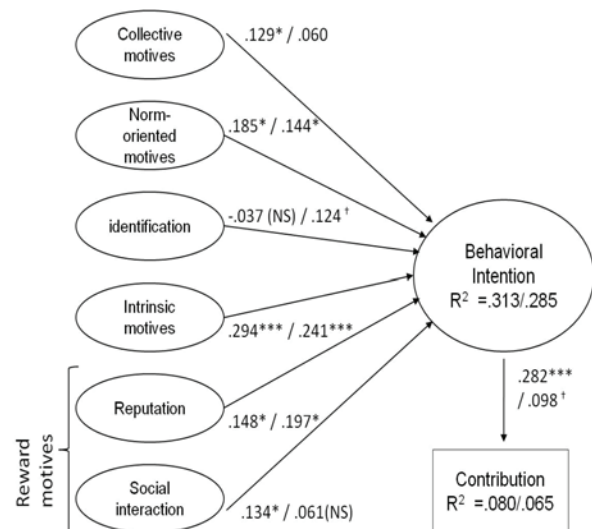 Collective
motives
.129* / .060
Norm-
oriented
motives
.185* / .144*
identification
-.037 (NS) / .124 †
Intrinsic
motives
.294*** / .241***
Reward
motives
Reputation
.148* / .197*
Social
interaction
.134* / .061(NS)
Behavioral
Intention
R² =.313/.285
.282***
/ .098 †
Contribution
R² =.080/.065